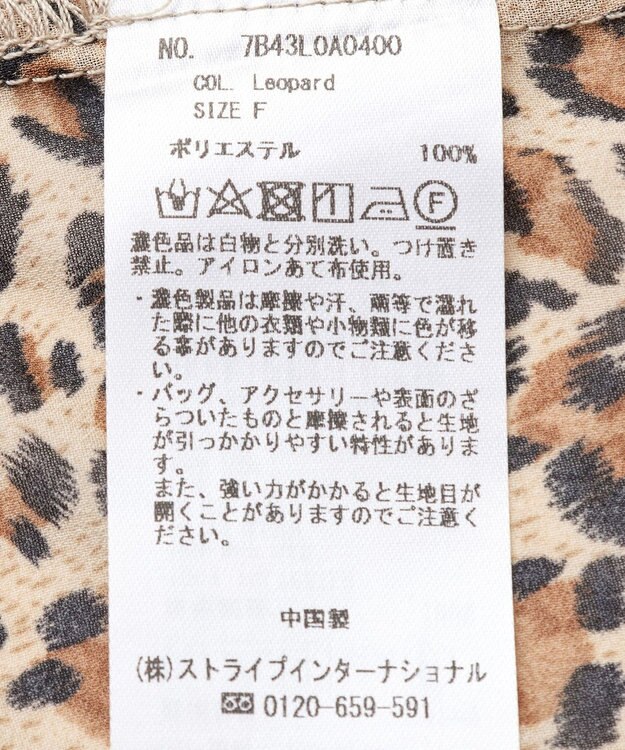 NO. 7B43L0A0400
COL. Leopard
SIZE F
ポリエステル 100%
F
濃色品は白物と分別洗い。つけ置き
禁止。アイロンあて布使用。
・濃色製品は摩擦や汗、雨等で濡れ
た際に他の衣類や小物類に色が移
る事がありますのでご注意くださ
い。
・バッグ、アクセサリーや表面のざ
らついたものと摩擦されると生地
が引っかかりやすい特性がありま
す。
また、強い力がかかると生地目が
開くことがありますのでご注意く
ださい。
中国製
(株)ストライプインターナショナル
0120-659-591